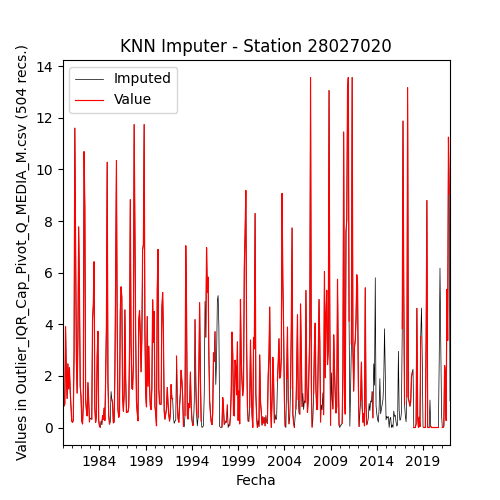 KNN Imputer - Station 28027020
Values in Outlier_IQR_Cap_Pivot_Q_MEDIA_M.csv (504 recs.)
14
12
10
8
6
4
2
0
Imputed
Value
1984 1989 1994 1999 2004 2009 2014 2019
Fecha